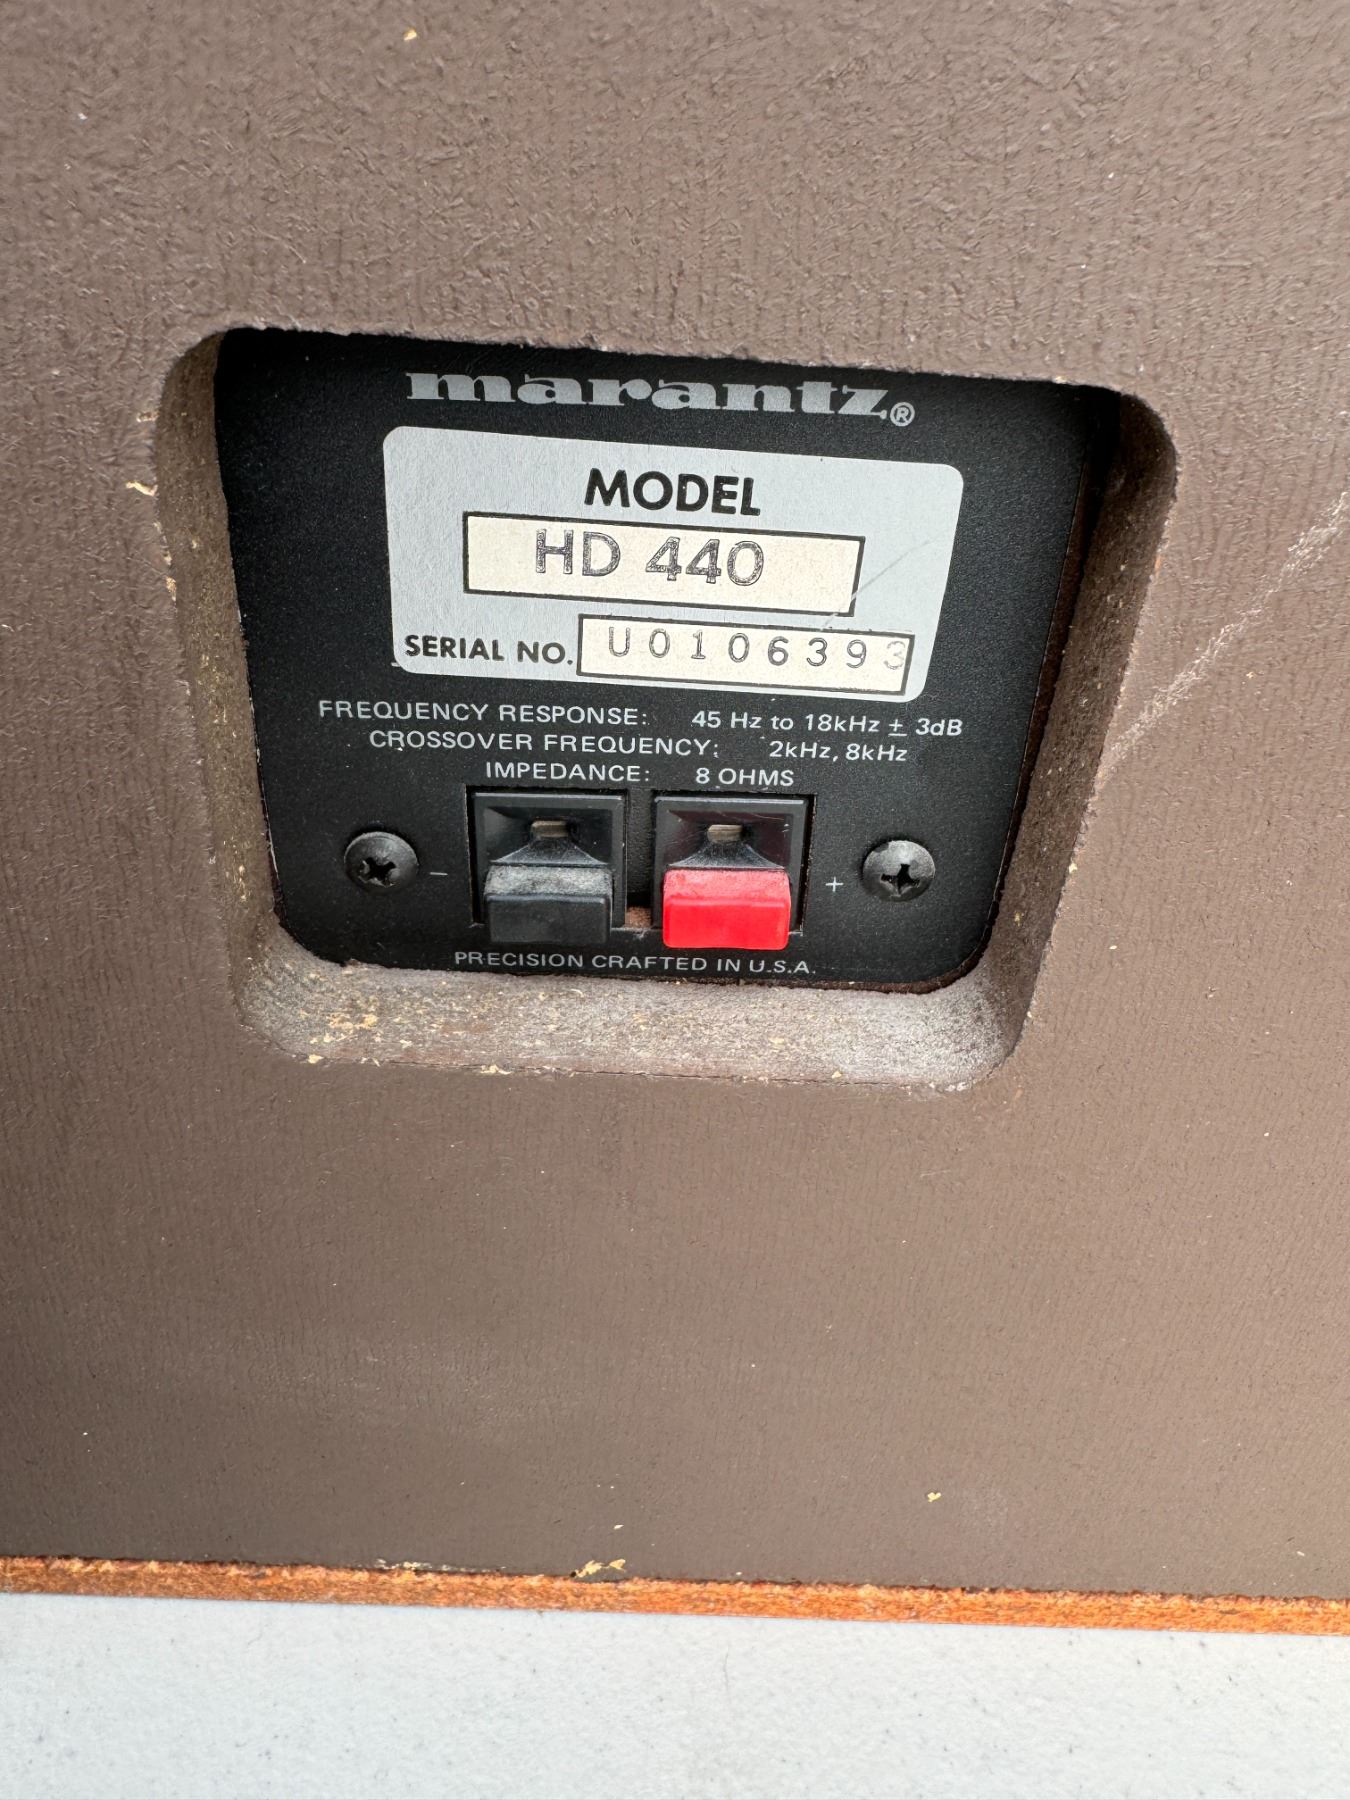 marantz®
MODEL
HD 440
SERIAL NO. U0106393
FREQUENCY RESPONSE: 45 Hz to 18kHz ± 3dB
CROSSOVER FREQUENCY: 2kHz, 8kHz
IMPEDANCE: 8 OHMS
− +
PRECISION CRAFTED IN U.S.A.